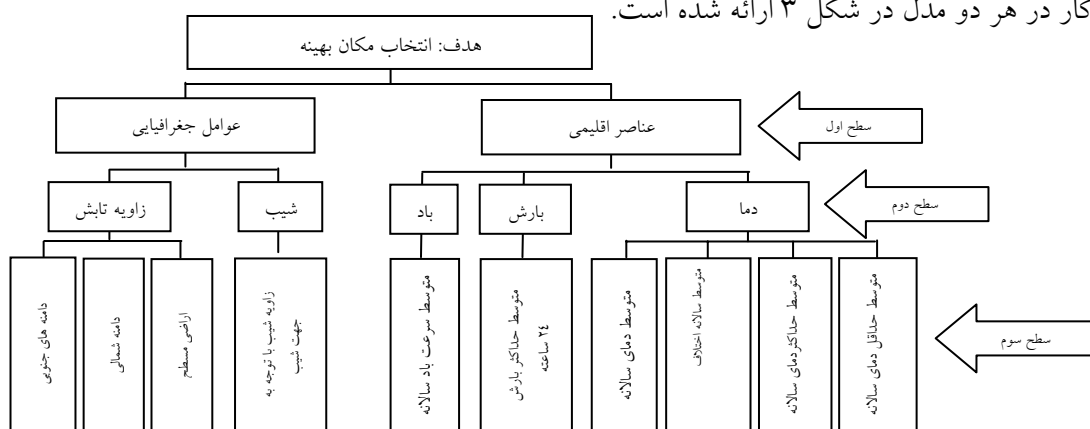 کار در هر دو مدل در شکل ۳ ارائه شده است.
هدف: انتخاب مکان بهینه
سطح اول
عناصر اقلیمی
عوامل جغرافیایی
سطح دوم
دما
بارش
باد
شیب
زاویه تابش
سطح سوم
متوسط حداقل دمای سالانه
متوسط حداکثر دمای سالانه
متوسط سالانه اختلاف
متوسط دمای سالانه
متوسط حداکثر بارش
۲۴ ساعته
متوسط سرعت باد سالانه
زاویه شیب با توجه به
جهت شیب
اراضی مسطح
دامنه شمالی
دامنه های جنوبی